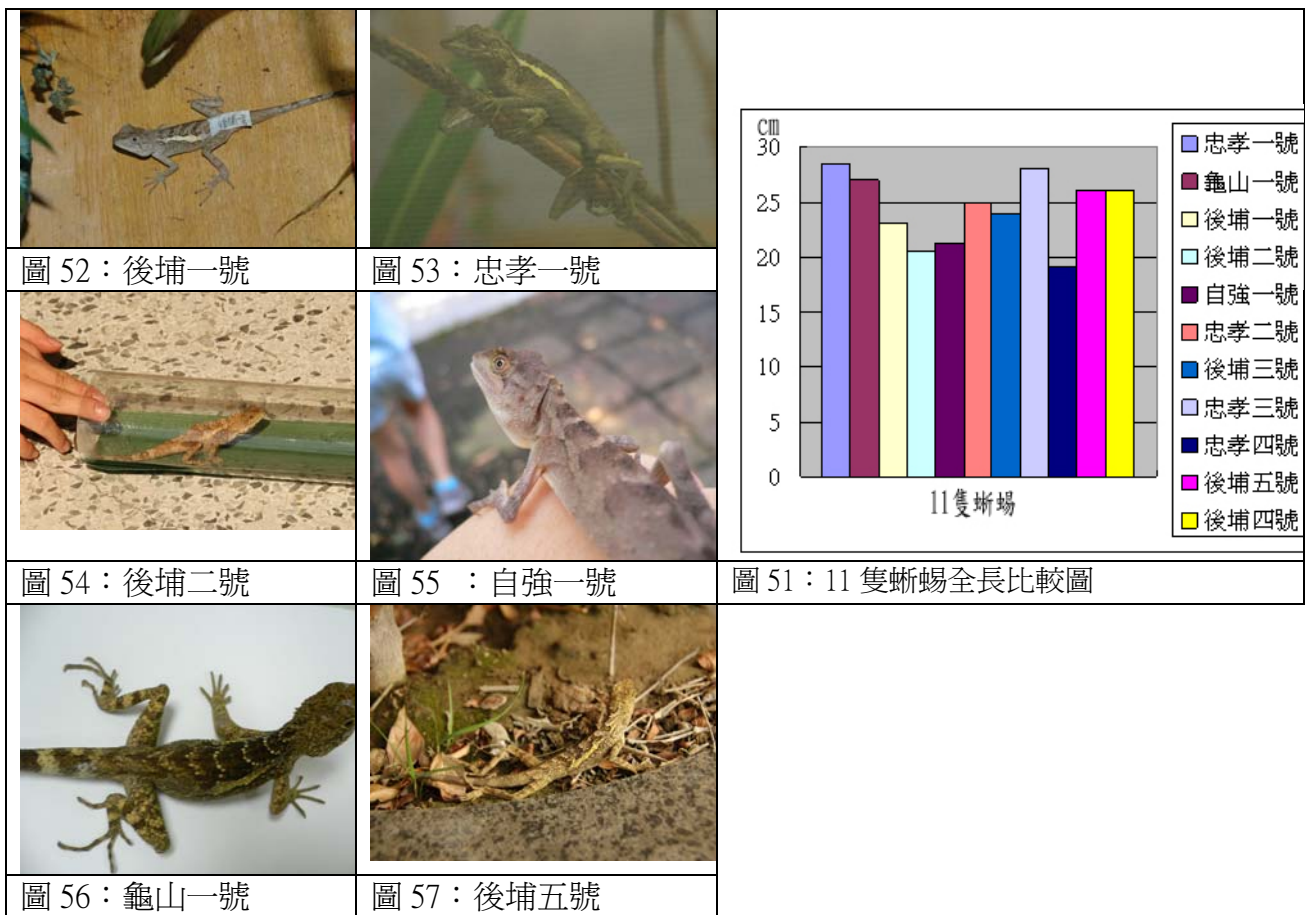 圖 52：後埔一號
圖 53：忠孝一號
cm
30
25
20
15
10
5
0
11隻蜥蜴
忠孝一號
龜山一號
後埔一號
後埔二號
自強一號
忠孝二號
後埔三號
忠孝三號
忠孝四號
後埔五號
後埔四號
圖 54：後埔二號
圖 55 ：自強一號
圖 51：11 隻蜥蜴全長比較圖
圖 56：龜山一號
圖 57：後埔五號